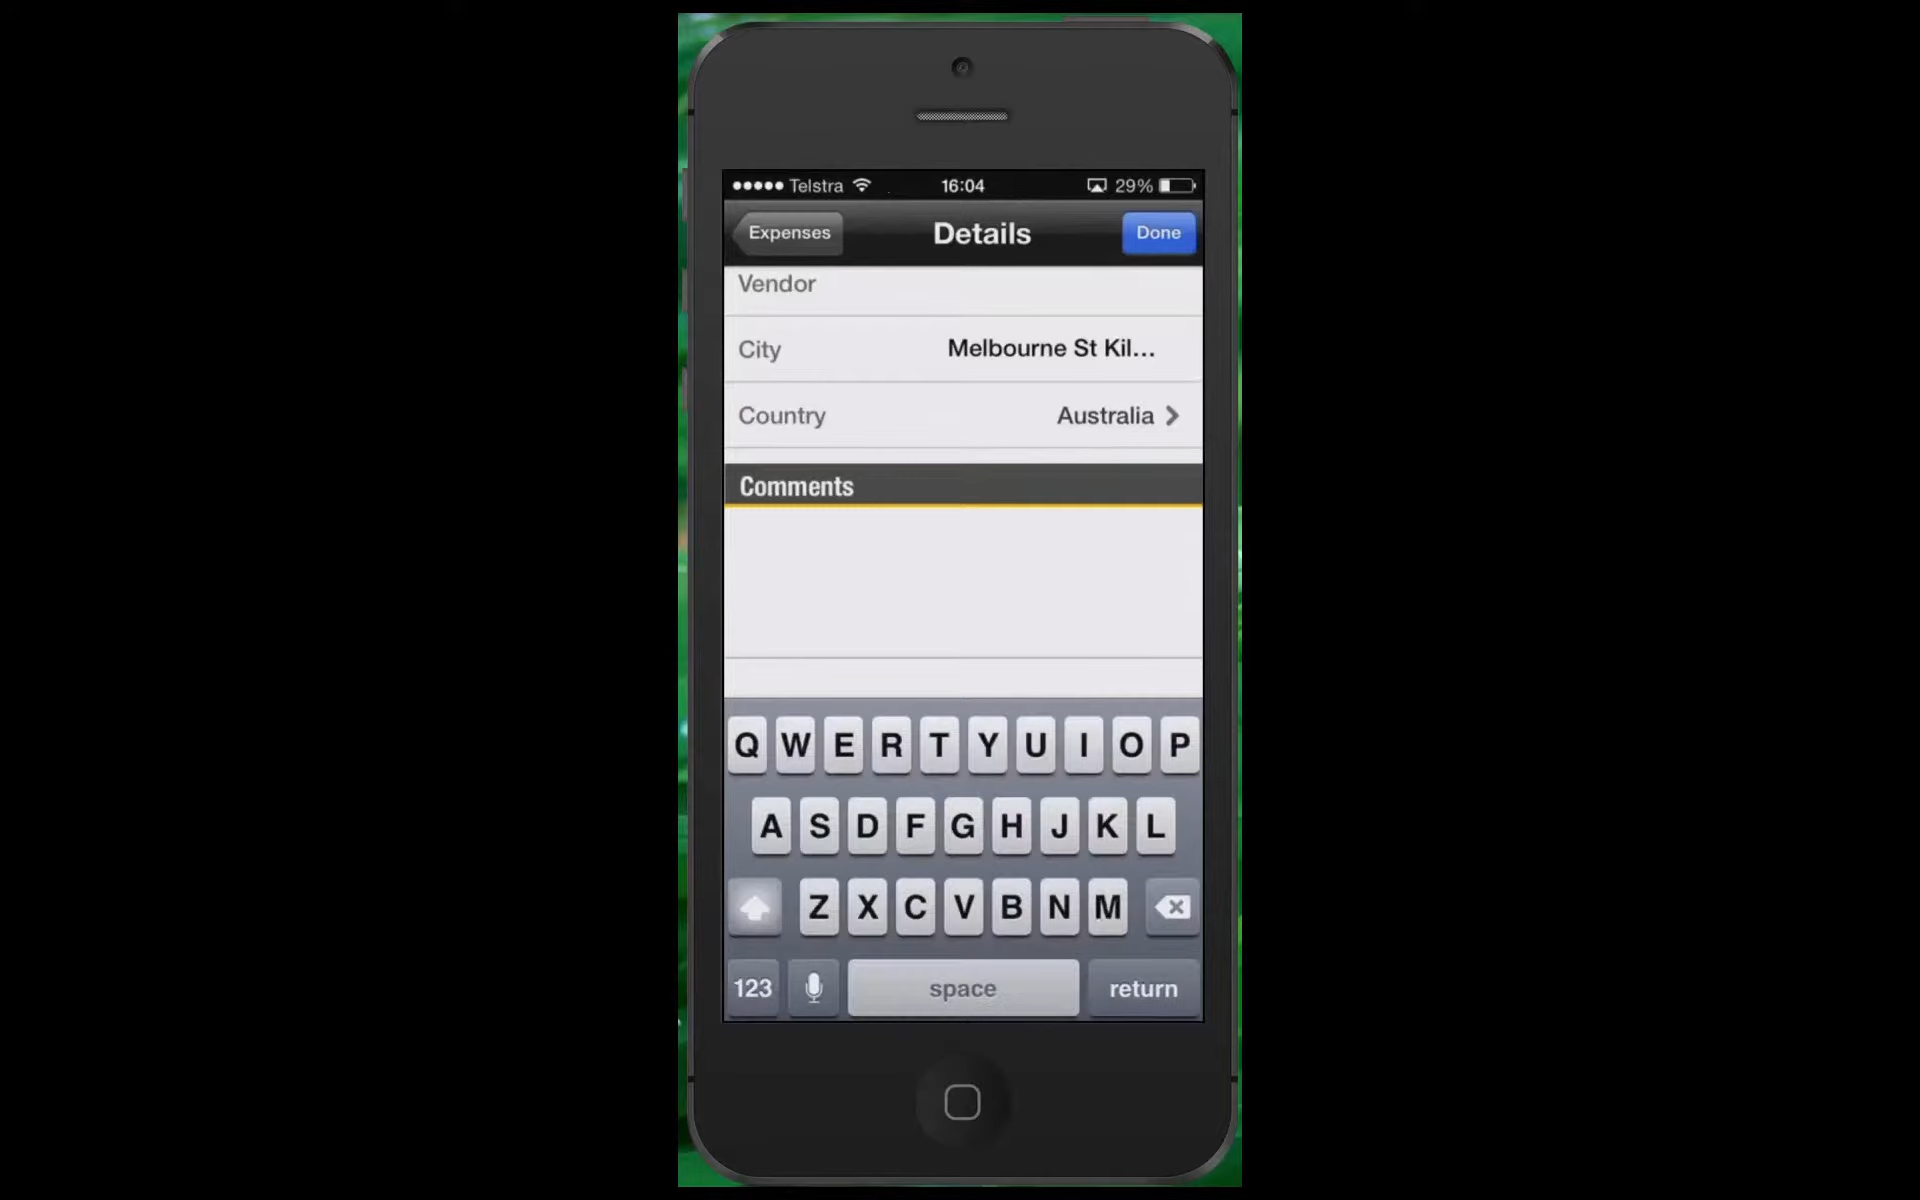 Telstra 16:04 29%
Expenses Details Done
Vendor
City Melbourne St Kil...
Country Australia
Comments
Q W E R T Y U I O P
A S D F G H J K L
Z X C V B N M
123 space return